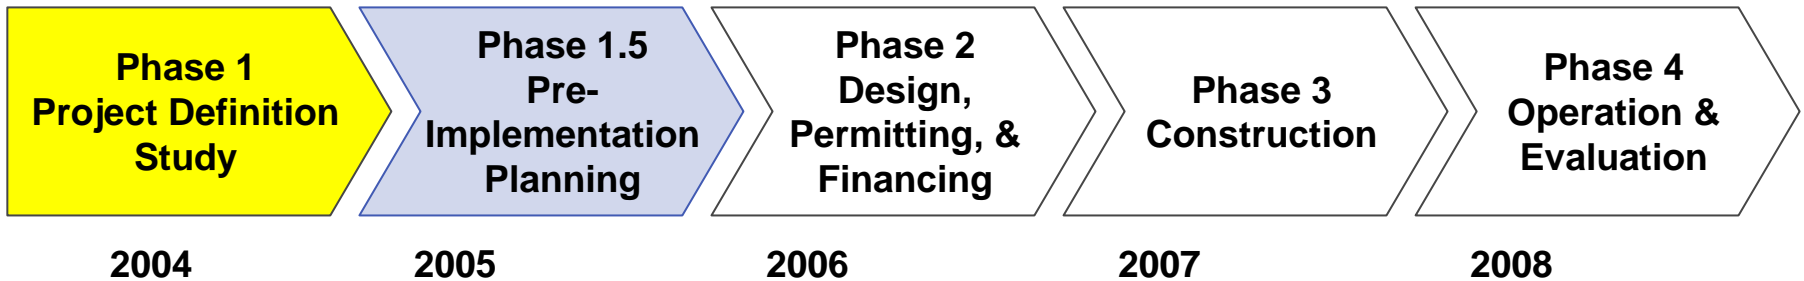 Phase 1
Project Definition
Study
Phase 1.5
Pre-
Implementation
Planning
Phase 2
Design,
Permitting, &
Financing
Phase 3
Construction
Phase 4
Operation &
Evaluation
2004
2005
2006
2007
2008